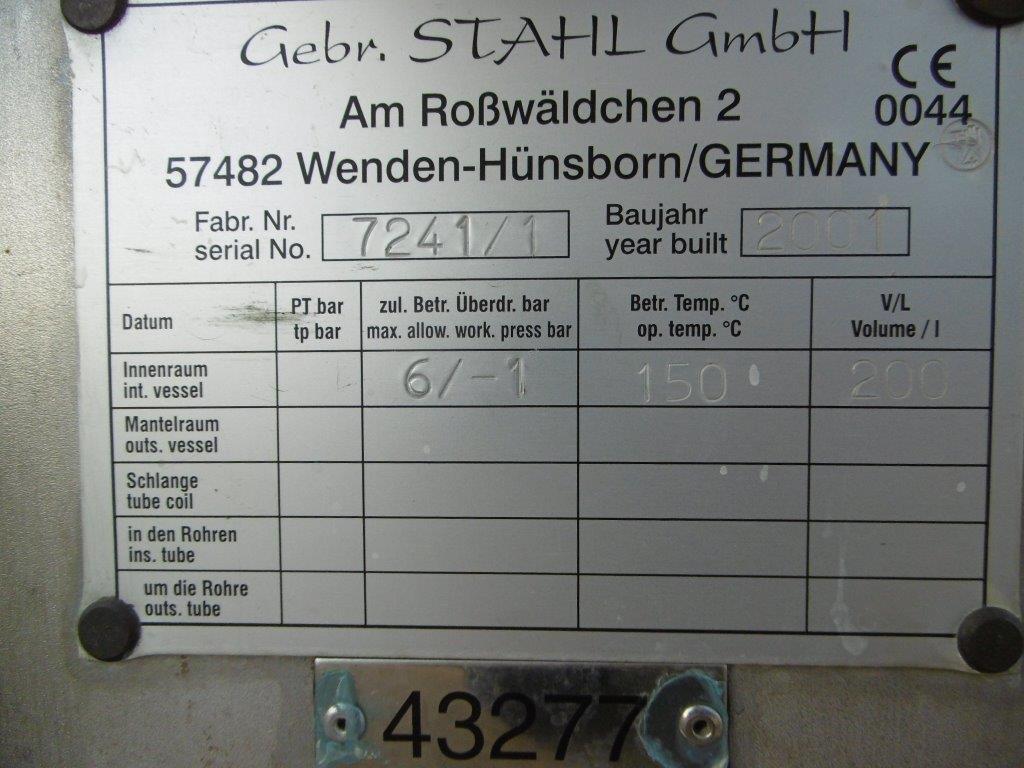 Gebr. STAHL GmbH
CE
Am Roßwäldchen 2
0044
57482 Wenden-Hünsborn/GERMANY
Fabr. Nr.
serial No.
7241/1
Baujahr
year built
2001
Datum
PT bar
tp bar
zul. Betr. Überdr. bar
max. allow. work. press bar
Betr. Temp. °C
op. temp. °C
V/L
Volume / l
Innenraum
int. vessel
6/-1
150
200
Mantelraum
outs. vessel
Schlange
tube coil
in den Rohren
ins. tube
um die Rohre
outs. tube
43277